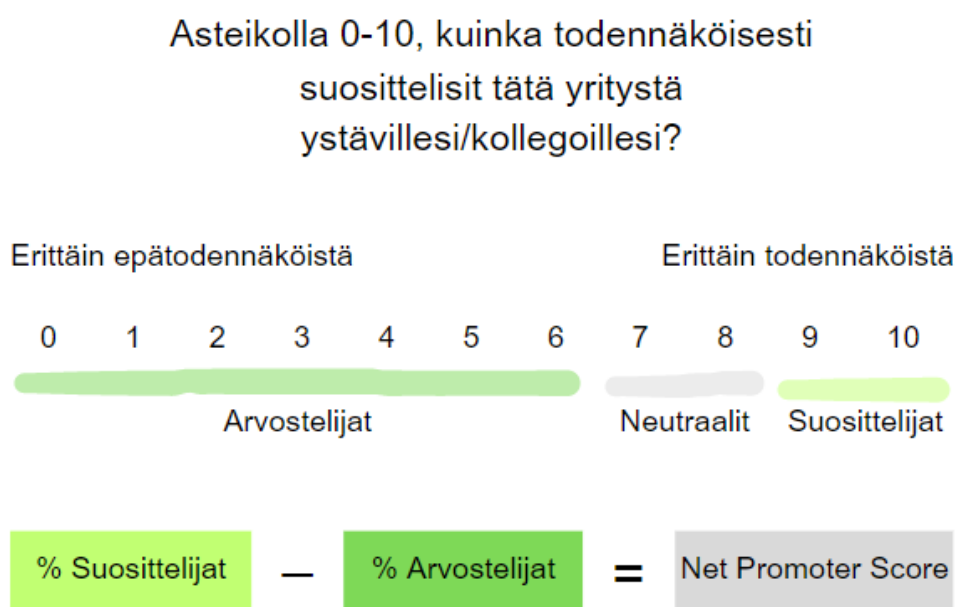 Asteikolla 0-10, kuinka todennäköisesti
suosittelisit tätä yritystä
ystävillesi/kollegoillesi?
Erittäin epätodennäköistä Erittäin todennäköistä
0 1 2 3 4 5 6 7 8 9 10
Arvostelijat Neutraalit Suosittelijat
% Suosittelijat — % Arvostelijat = Net Promoter Score